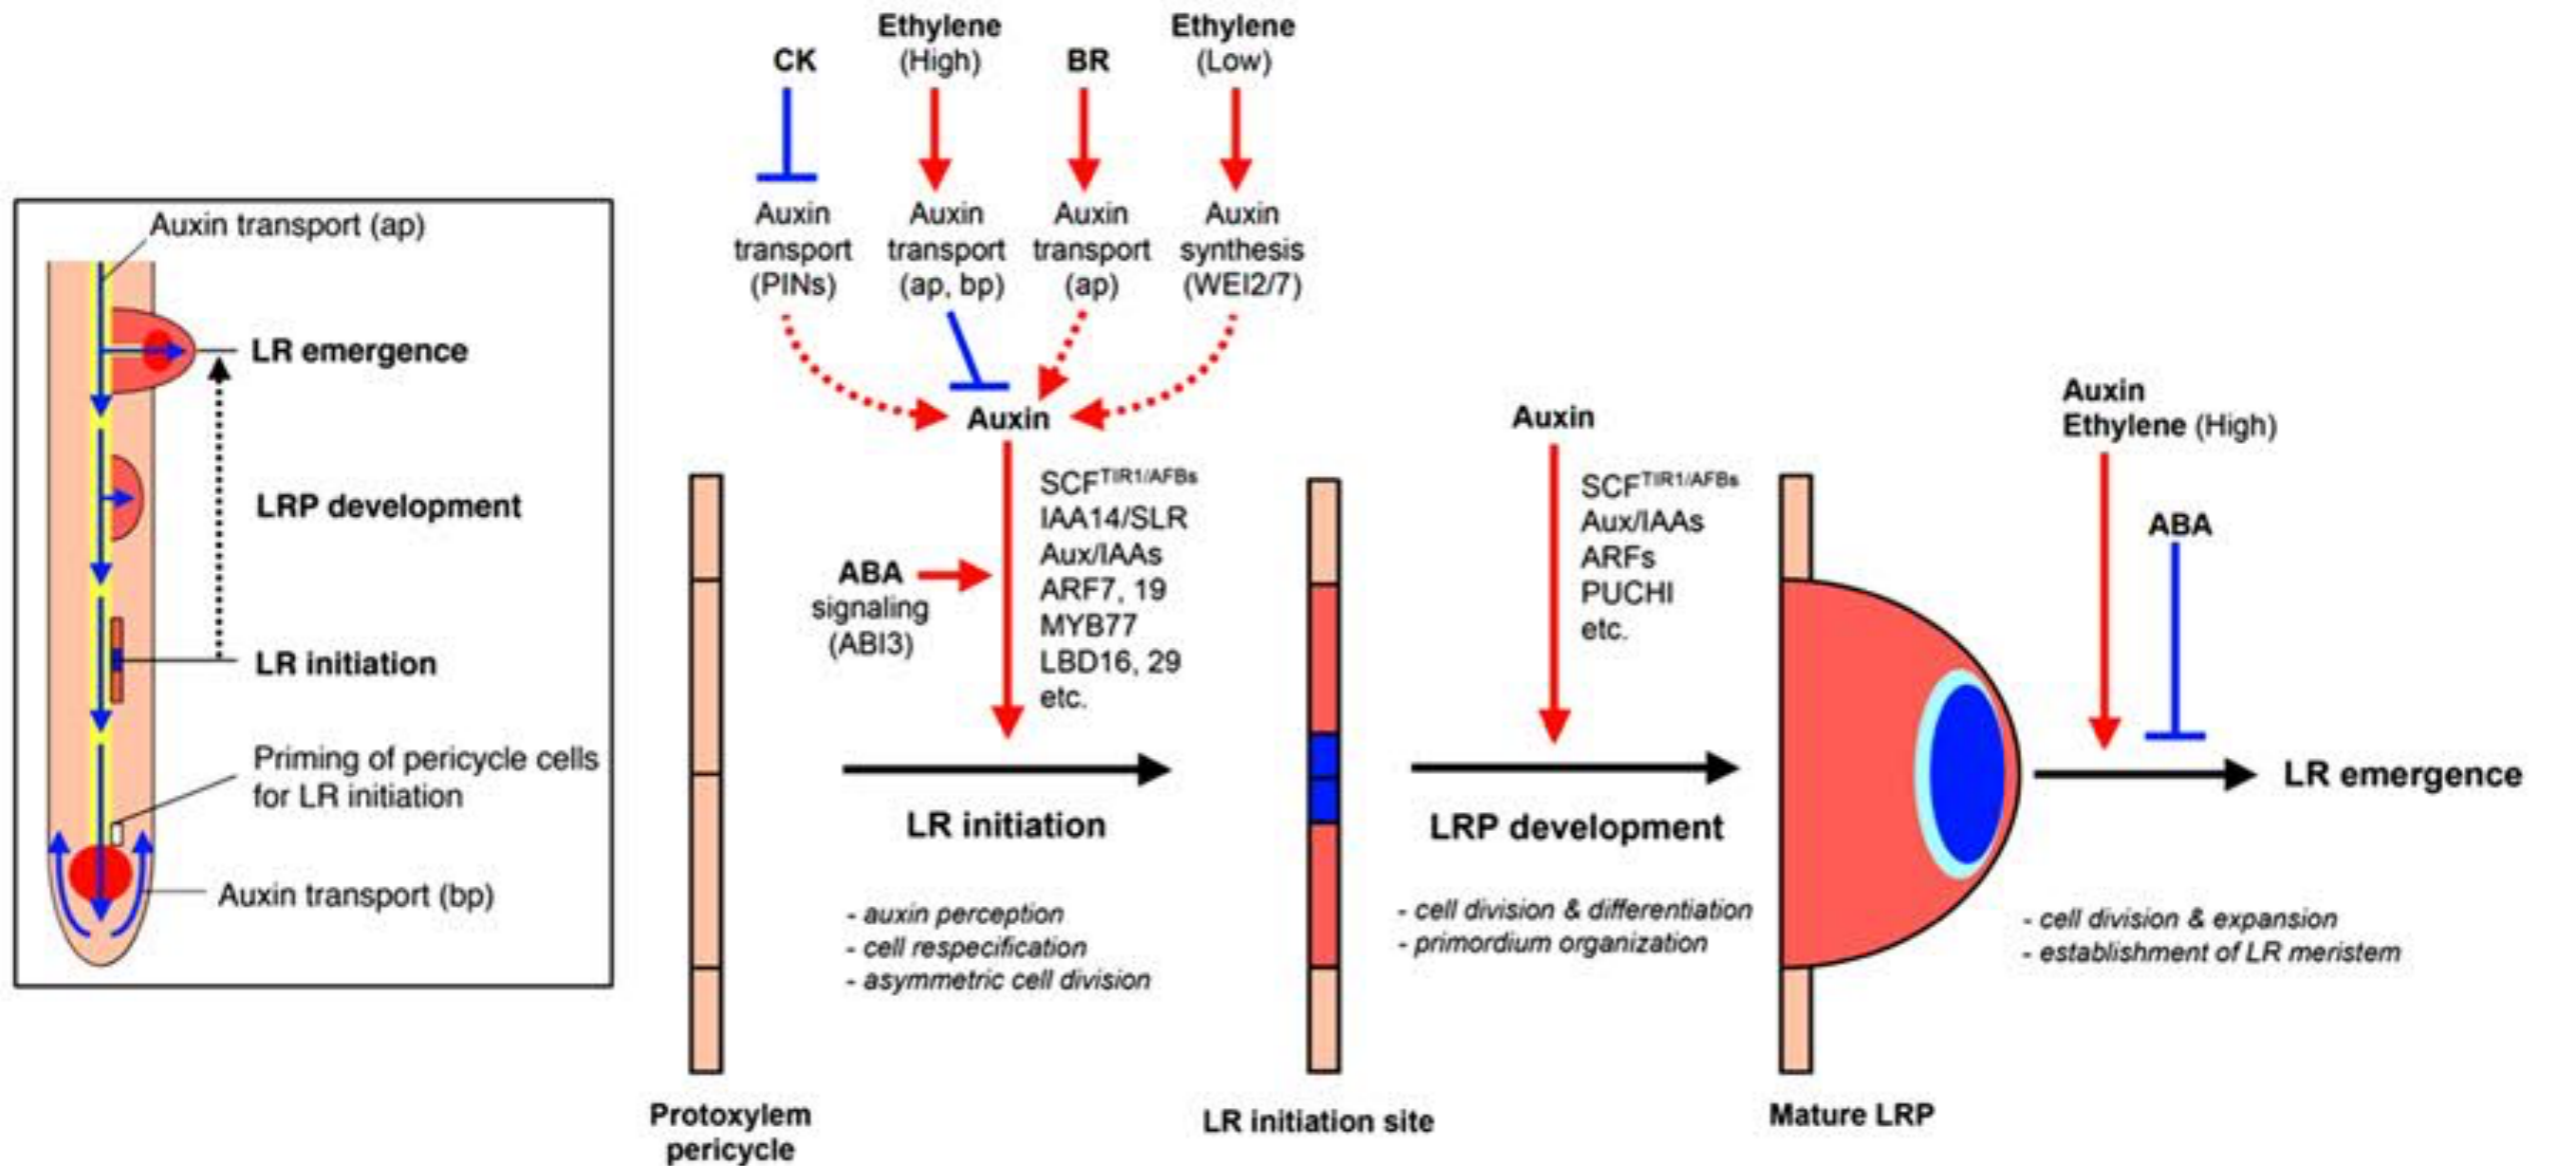 Auxin transport (ap)
LR emergence
LRP development
LR initiation
Priming of pericycle cells
for LR initiation
Auxin transport (bp)
CK
Ethylene
(High)
BR
Ethylene
(Low)
Auxin
transport
(PINs)
Auxin
transport
(ap, bp)
Auxin
transport
(ap)
Auxin
synthesis
(WEI2/7)
Auxin
SCFTIR1/AFBs
IAA14/SLR
Aux/IAAs
ARF7, 19
MYB77
LBD16, 29
etc.
ABA
signaling
(ABI3)
LR initiation
- auxin perception
- cell respecification
- asymmetric cell division
Protoxylem
pericycle
Auxin
SCFTIR1/AFBs
Aux/IAAs
ARFs
PUCHI
etc.
LRP development
- cell division & differentiation
- primordium organization
LR initiation site
Auxin
Ethylene (High)
ABA
LR emergence
- cell division & expansion
- establishment of LR meristem
Mature LRP